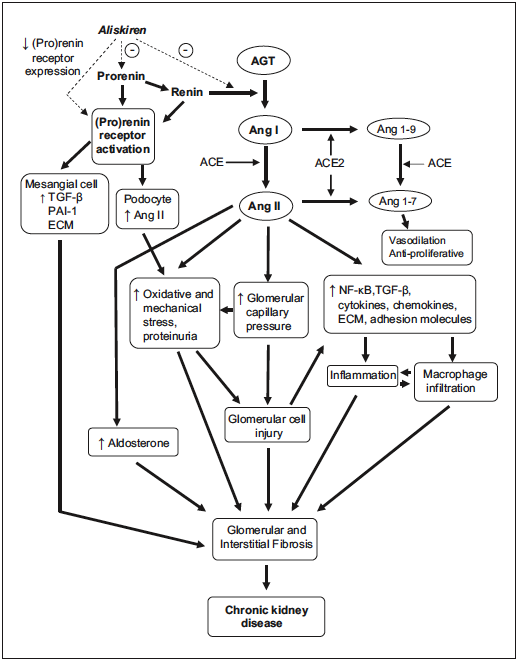 Aliskiren
↓ (Pro)renin
receptor
expression
-
-
Prorenin
Renin
AGT
(Pro)renin
receptor
activation
Ang I
Ang 1-9
ACE
ACE2
ACE
Mesangial cell
↑ TGF-β
PAI-1
ECM
Podocyte
↑ Ang II
Ang II
Ang 1-7
Vasodilation
Anti-proliferative
↑ Oxidative and
mechanical
stress,
proteinuria
↑ Glomerular
capillary
pressure
↑ NF-κB,TGF-β,
cytokines, chemokines,
ECM, adhesion molecules
Inflammation
Macrophage
infiltration
↑ Aldosterone
Glomerular cell
injury
Glomerular and
Interstitial Fibrosis
Chronic kidney
disease